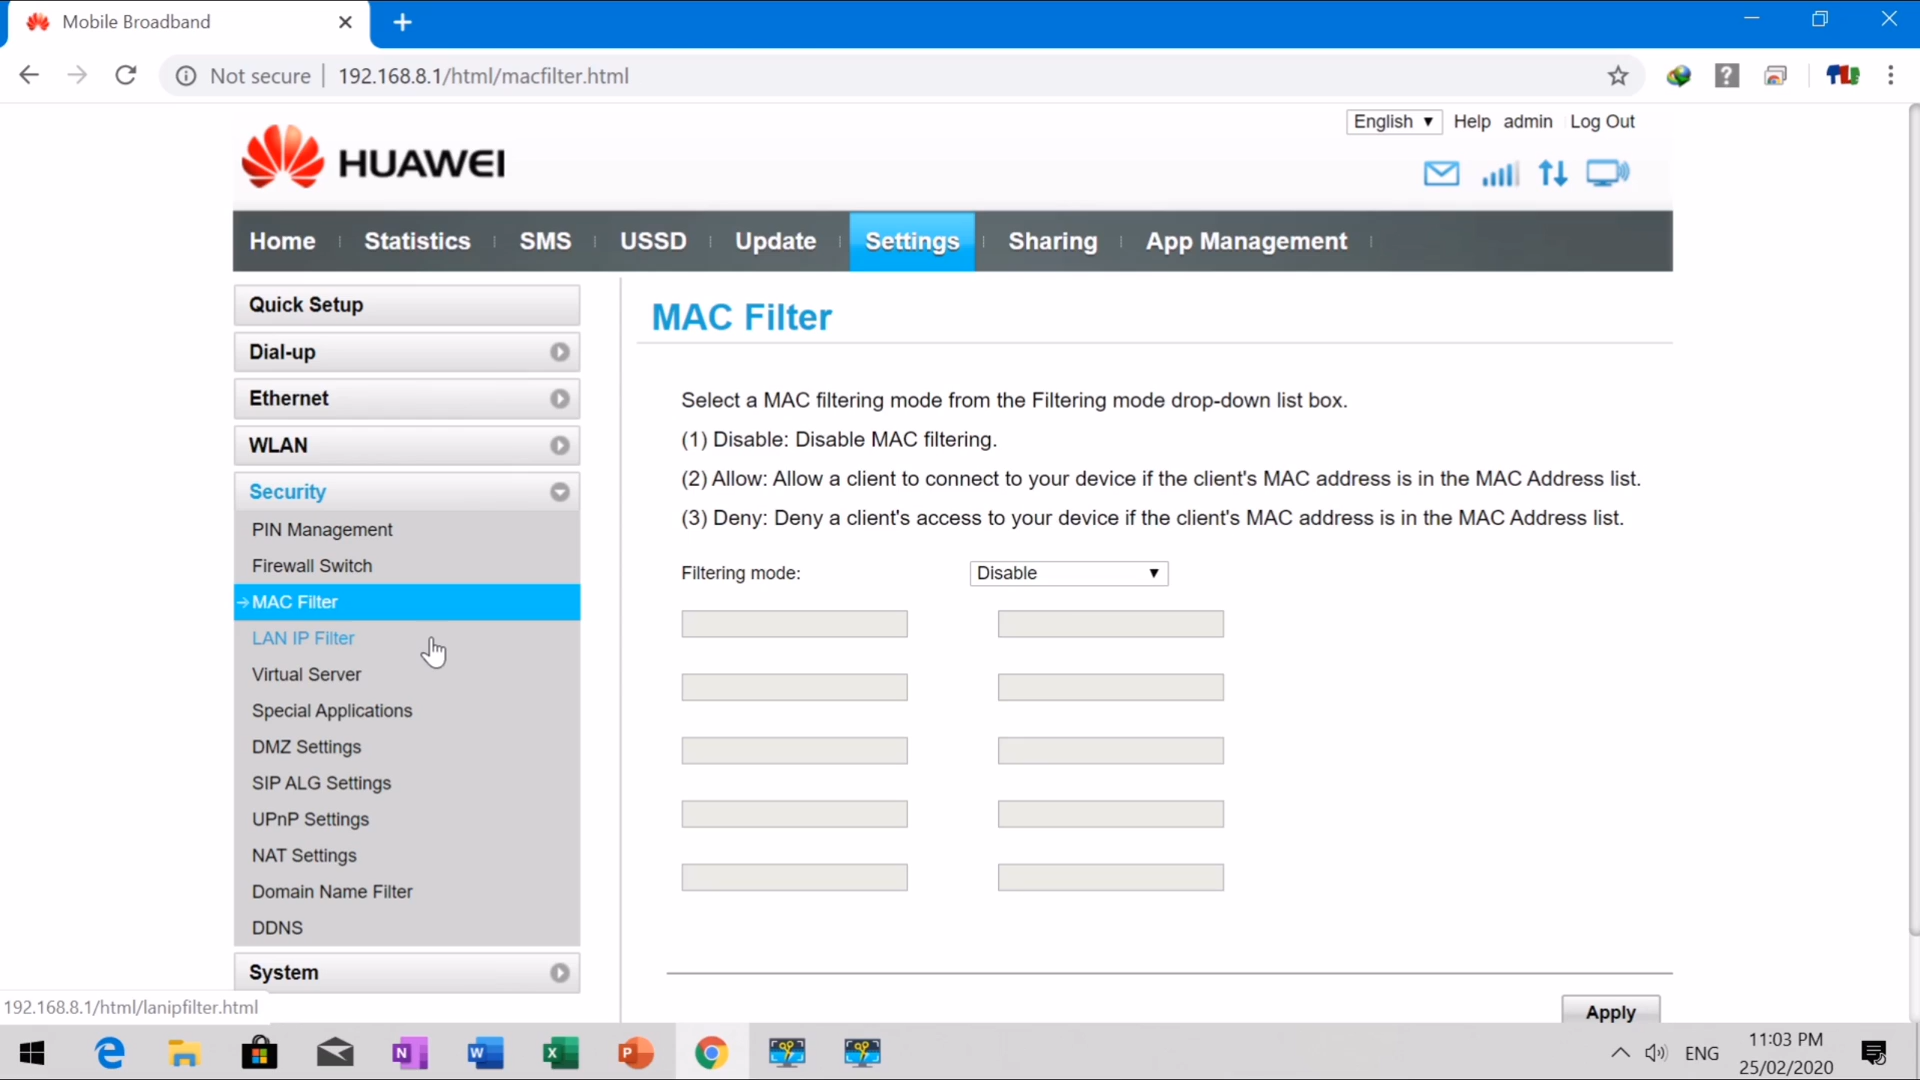 Mobile Broadband
Not secure
192.168.8.1/html/macfilter.html
TLE
English ▼ Help admin Log Out
HUAWEI
Home Statistics SMS USSD Update Settings Sharing App Management
Quick Setup
Dial-up
Ethernet
WLAN
Security
PIN Management
Firewall Switch
MAC Filter
LAN IP Filter
Virtual Server
Special Applications
DMZ Settings
SIP ALG Settings
UPnP Settings
NAT Settings
Domain Name Filter
DDNS
System
MAC Filter
Select a MAC filtering mode from the Filtering mode drop-down list box.
(1) Disable: Disable MAC filtering.
(2) Allow: Allow a client to connect to your device if the client's MAC address is in the MAC Address list.
(3) Deny: Deny a client's access to your device if the client's MAC address is in the MAC Address list.
Filtering mode: Disable ▼
Apply
192.168.8.1/html/lanipfilter.html
N
W
X
P
ENG
11:03 PM
25/02/2020